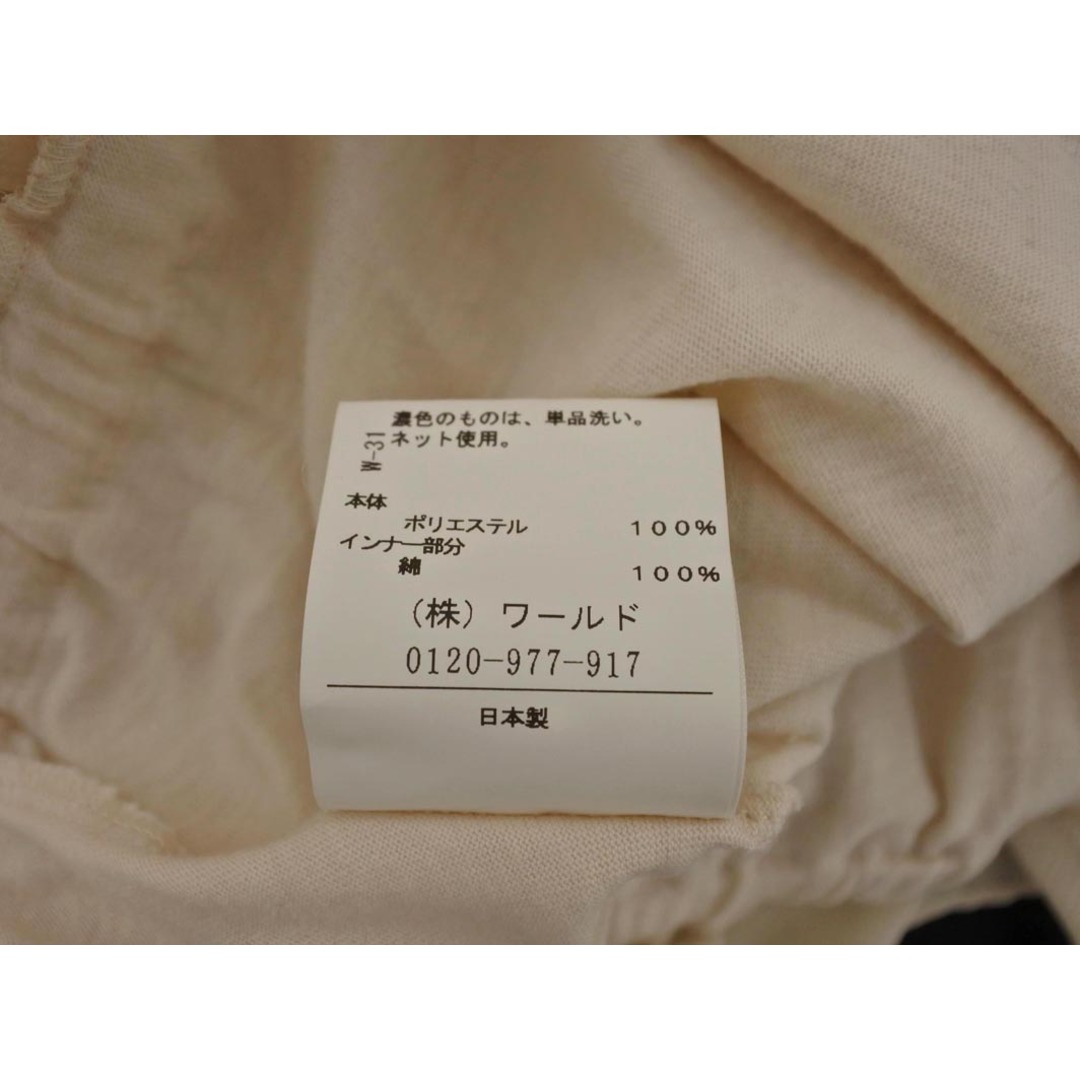 濃色のものは、単品洗い。
ネット使用。
W-31
本体
ポリエステル 100%
インナー部分
綿 100%
(株) ワールド
0120-977-917
日本製